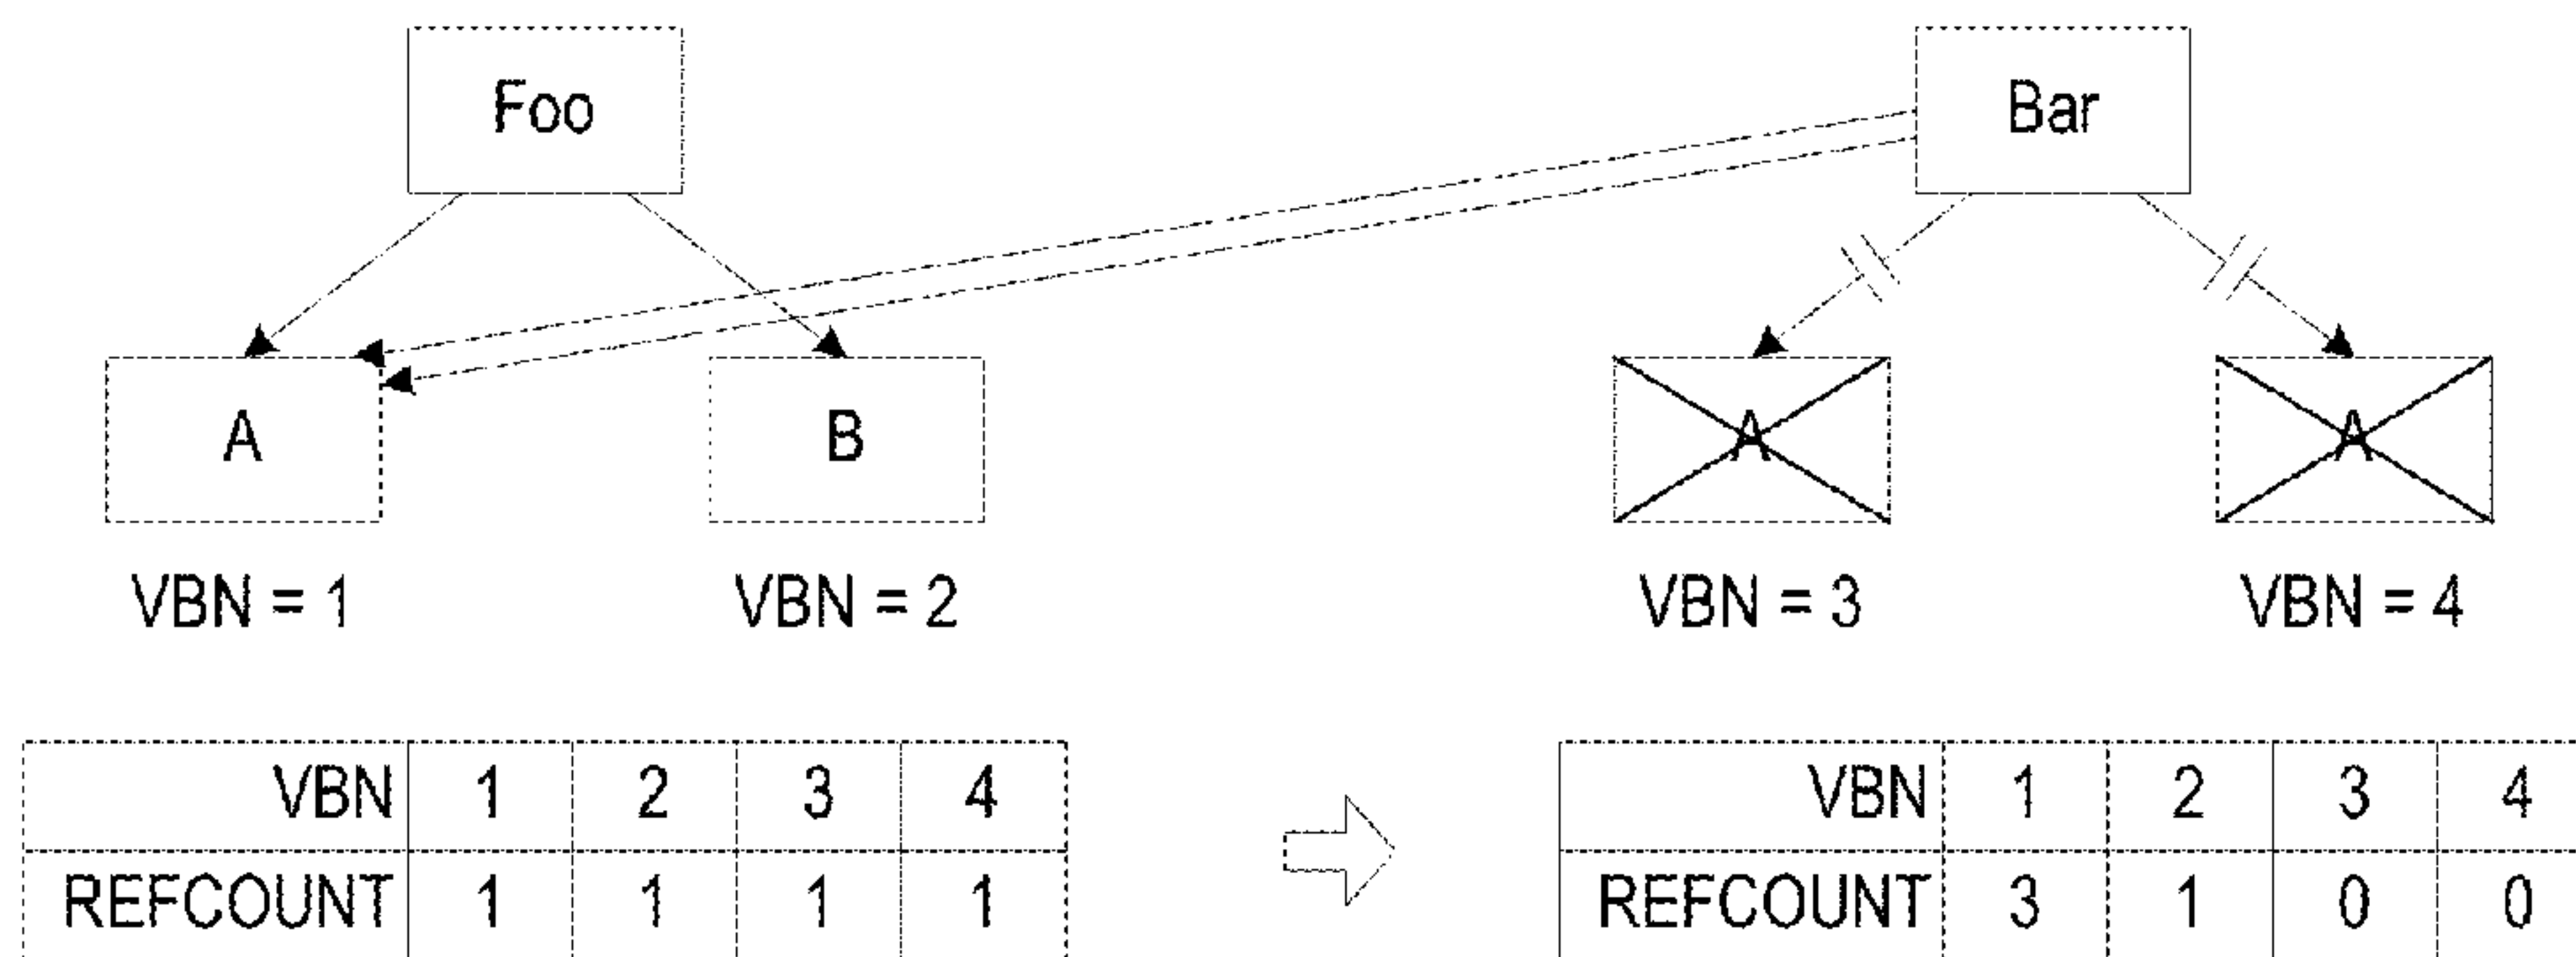 Foo Bar
A B A A
VBN = 1 VBN = 2 VBN = 3 VBN = 4
VBN 1 2 3 4 VBN 1 2 3 4
REFCOUNT 1 1 1 1 REFCOUNT 3 1 0 0